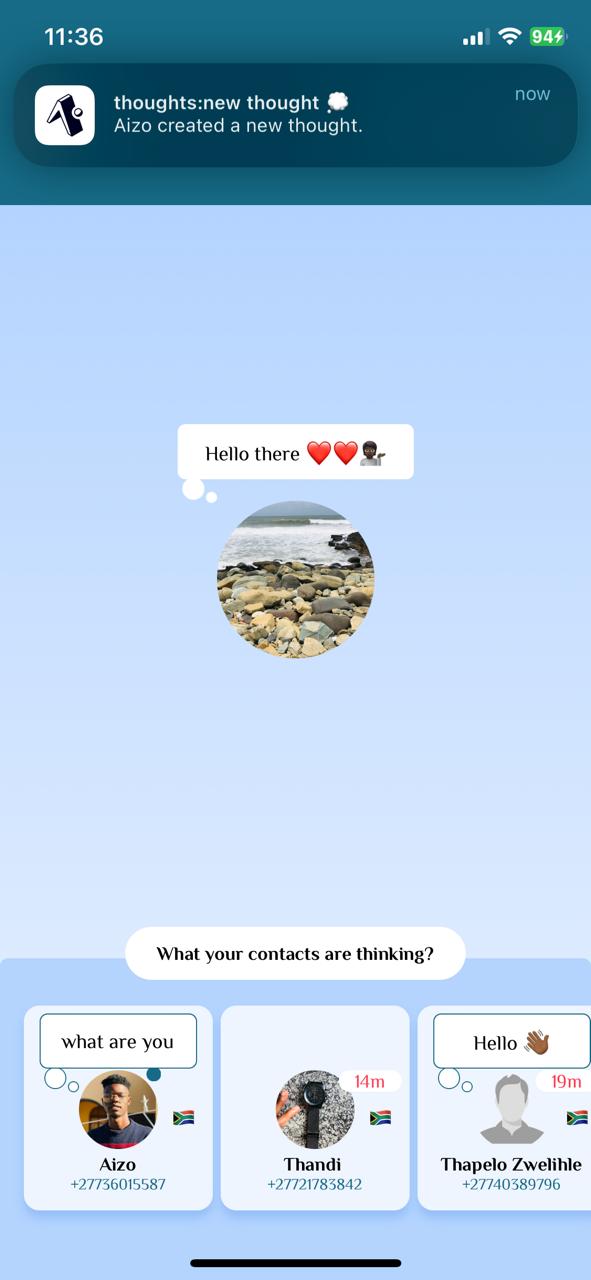 11:36
94
thoughts:new thought 💭
now
Aizo created a new thought.
Hello there ❤️❤️💁🏿
What your contacts are thinking?
what are you
Aizo
+27736015587
14m
Thandi
+27721783842
Hello 👋🏾
19m
Thapelo Zwelihle
+27740389796